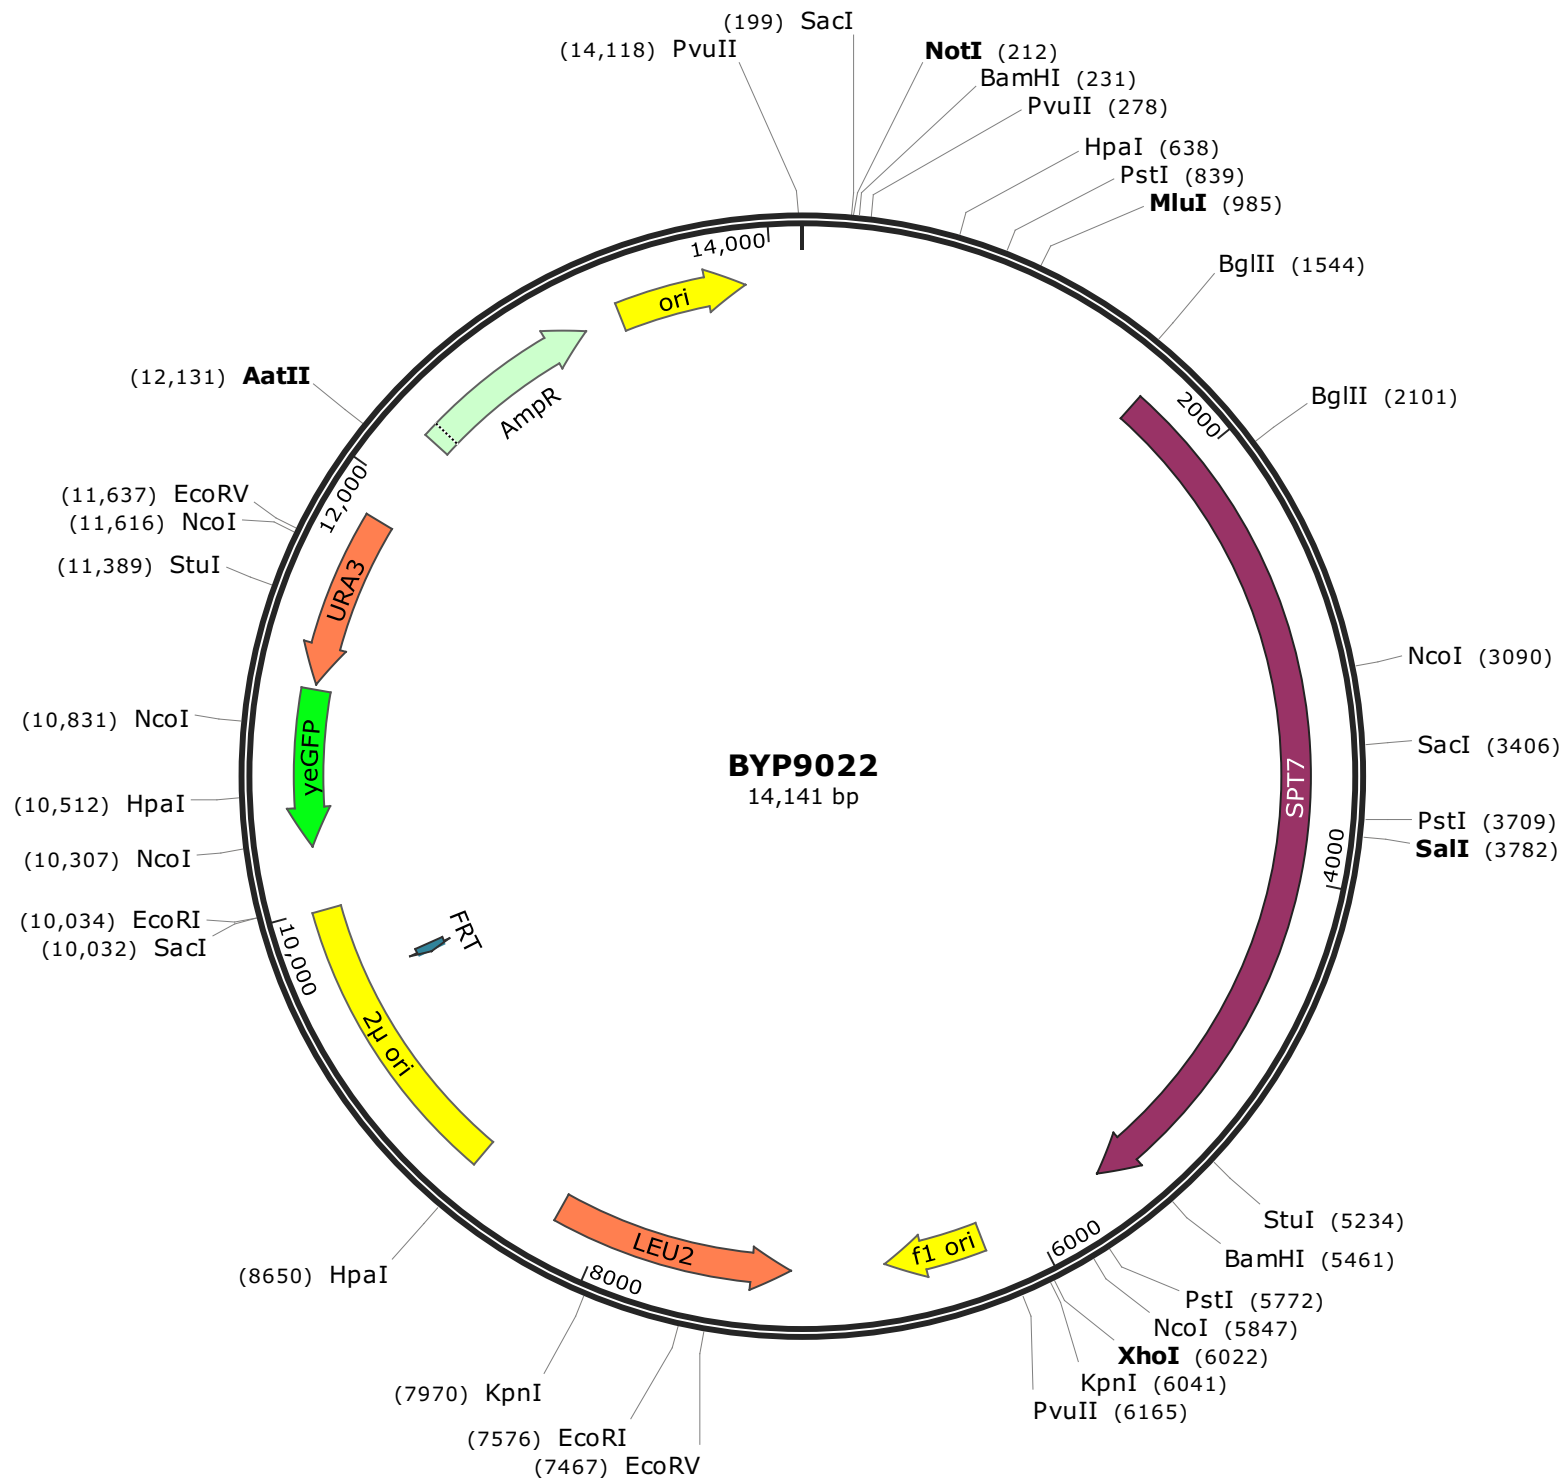 (199) SacI
(14,118) PvuII
NotI (212)
BamHI (231)
PvuII (278)
HpaI (638)
PstI (839)
MluI (985)
BglII (1544)
BglII (2101)
NcoI (3090)
SacI (3406)
PstI (3709)
SalI (3782)
StuI (5234)
BamHI (5461)
PstI (5772)
NcoI (5847)
XhoI (6022)
KpnI (6041)
PvuII (6165)
(7467) EcoRV
(7576) EcoRI
(7970) KpnI
(8650) HpaI
(10,032) SacI
(10,034) EcoRI
(10,307) NcoI
(10,512) HpaI
(10,831) NcoI
(11,389) StuI
(11,616) NcoI
(11,637) EcoRV
(12,131) AatII
14,000
2000
4000
6000
8000
10,000
12,000
ori
AmpR
URA3
yeGFP
FRT
2μ ori
LEU2
f1 ori
SPT7
BYP9022
14,141 bp